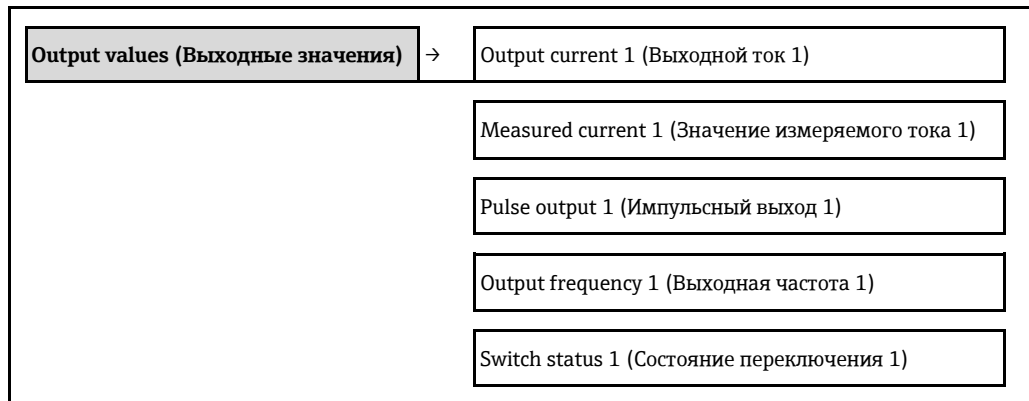 Output values (Выходные значения) → Output current 1 (Выходной ток 1)
Measured current 1 (Значение измеряемого тока 1)
Pulse output 1 (Импульсный выход 1)
Output frequency 1 (Выходная частота 1)
Switch status 1 (Состояние переключения 1)